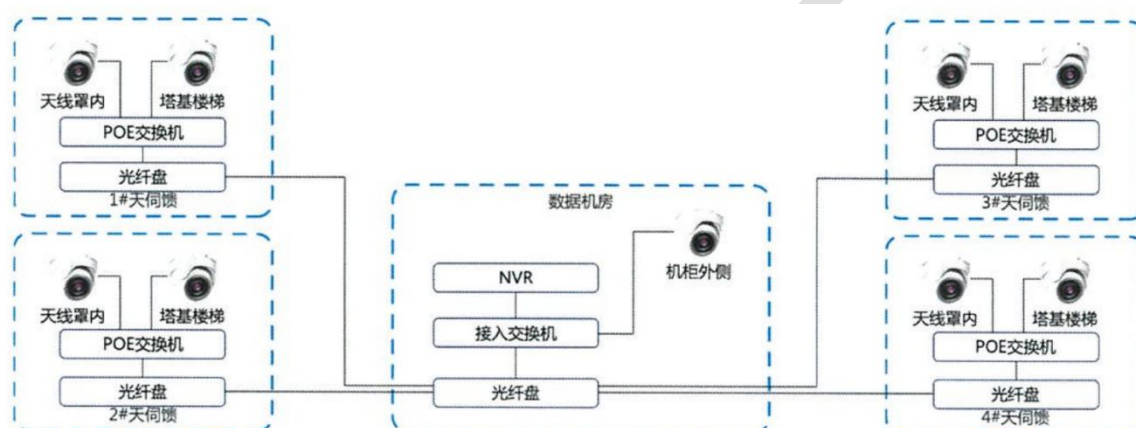 天线罩内 塔基楼梯
POE交换机
光纤盘
1#天伺馈
天线罩内 塔基楼梯
POE交换机
光纤盘
2#天伺馈
数据机房
机柜外侧
NVR
接入交换机
光纤盘
天线罩内 塔基楼梯
POE交换机
光纤盘
3#天伺馈
天线罩内 塔基楼梯
POE交换机
光纤盘
4#天伺馈